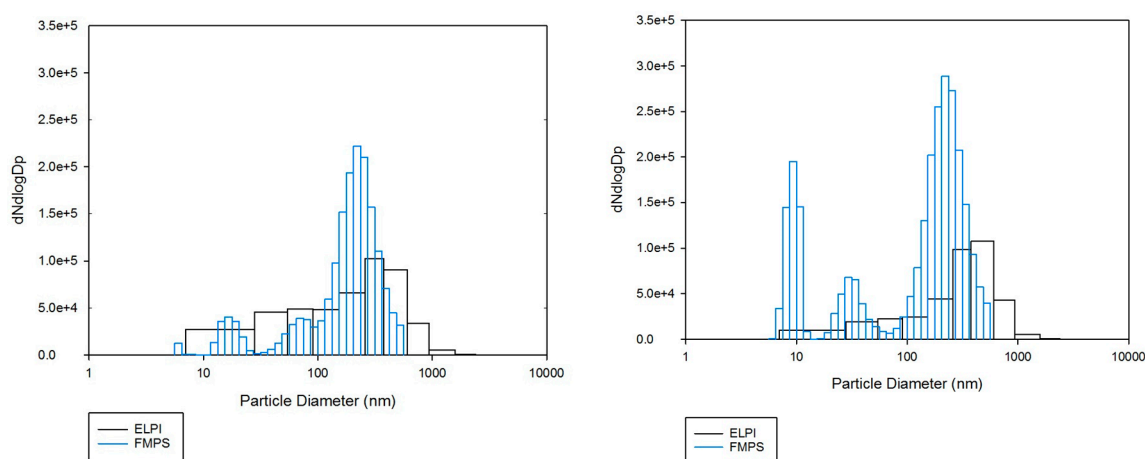 3.5e+5
3.0e+5
2.5e+5
2.0e+5
1.5e+5
1.0e+5
5.0e+4
0.0
dNdlogDp
1 10 100 1000 10000
Particle Diameter (nm)
ELPI
FMPS
3.5e+5
3.0e+5
2.5e+5
2.0e+5
1.5e+5
1.0e+5
5.0e+4
0.0
dNdlogDp
1 10 100 1000 10000
Particle Diameter (nm)
ELPI
FMPS